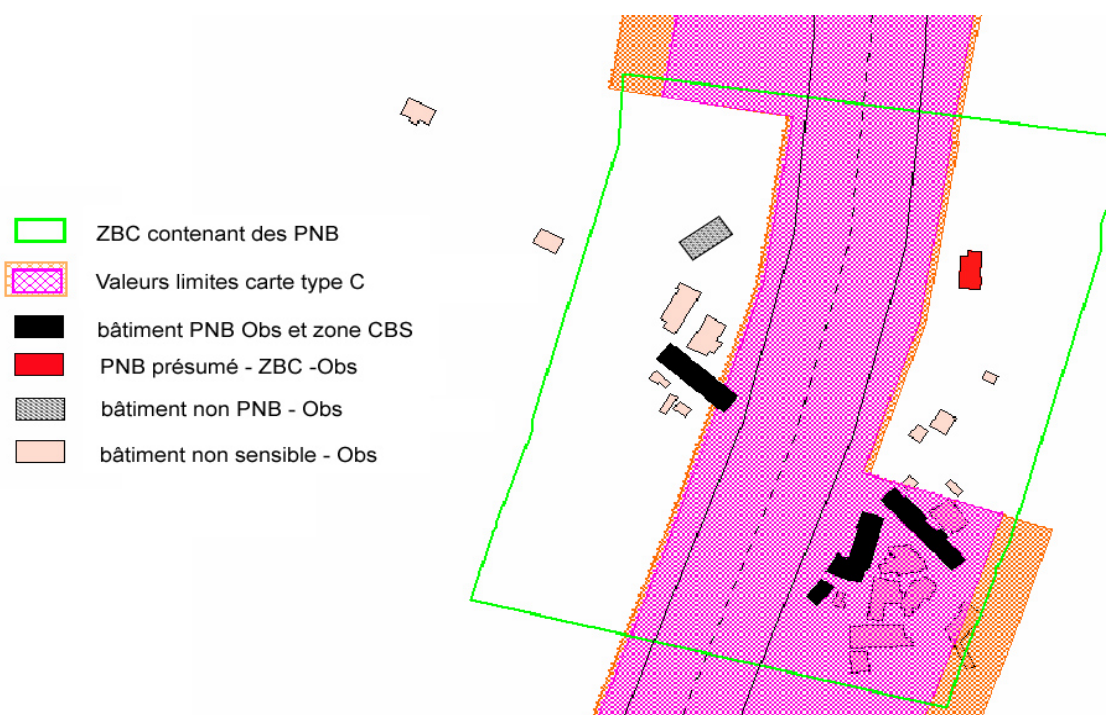 ZBC contenant des PNB
Valeurs limites carte type C
bâtiment PNB Obs et zone CBS
PNB présumé - ZBC -Obs
bâtiment non PNB - Obs
bâtiment non sensible - Obs